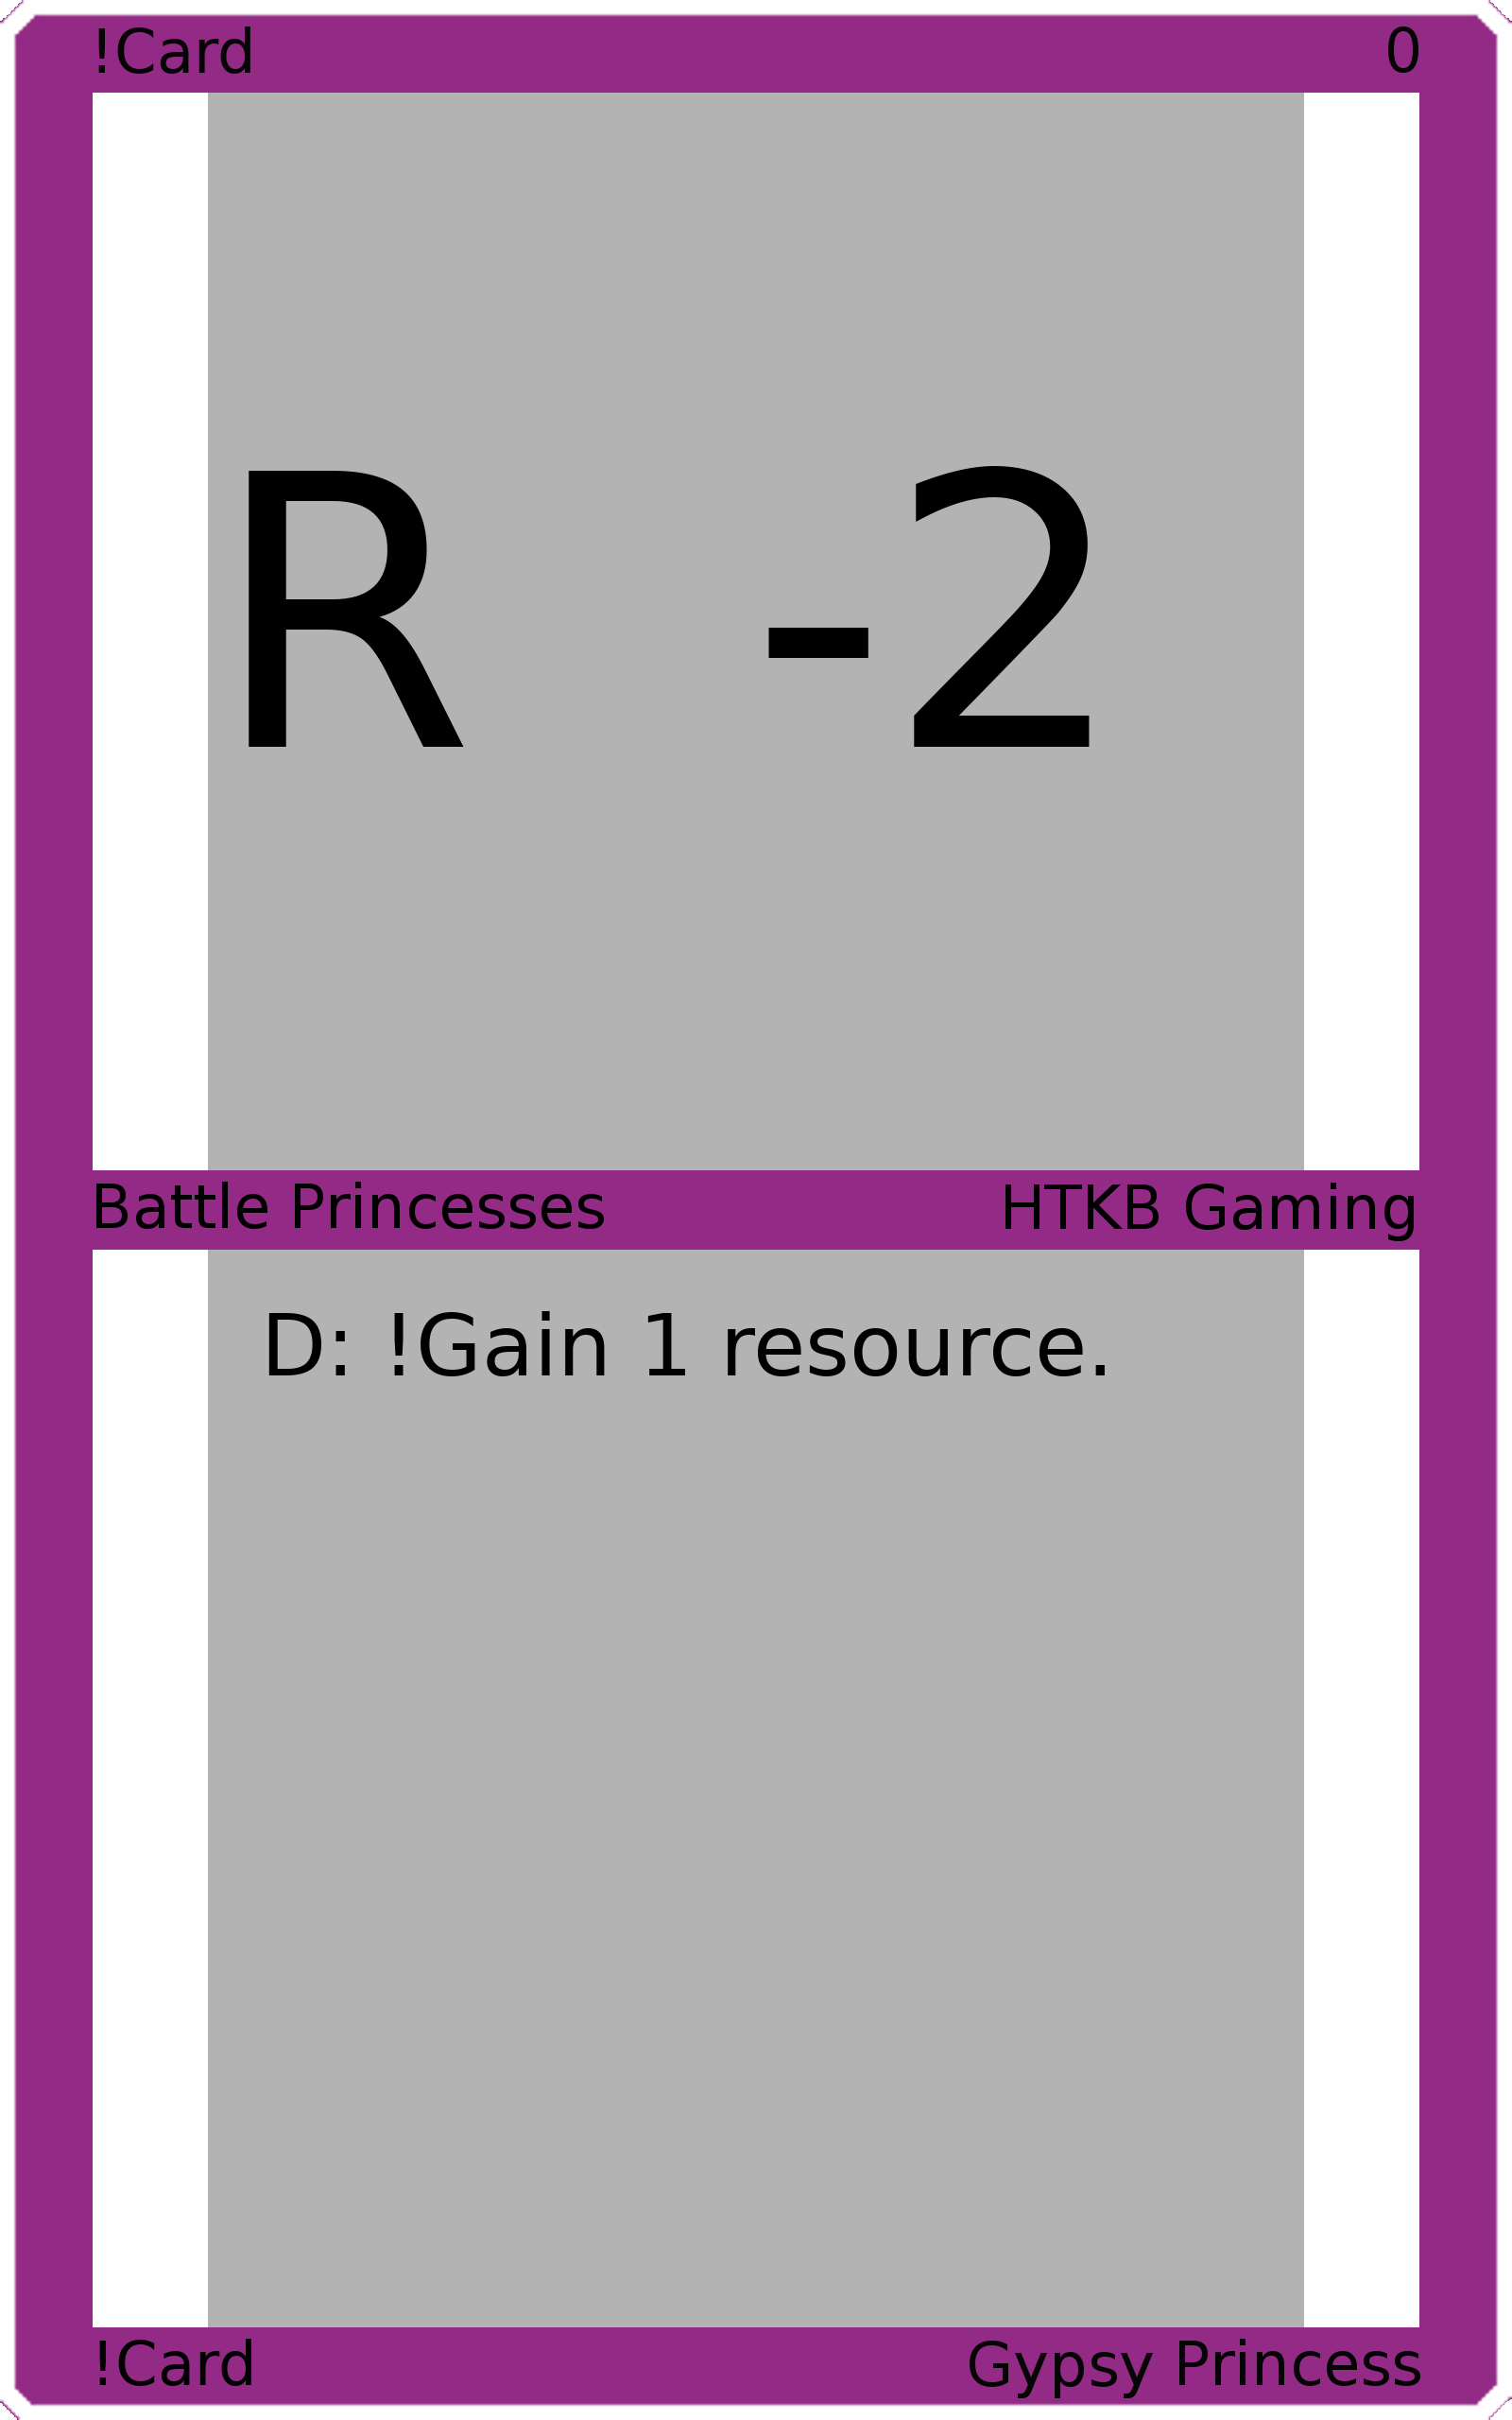 !Card 0
R -2
Battle Princesses HTKB Gaming
D: !Gain 1 resource.
!Card Gypsy Princess